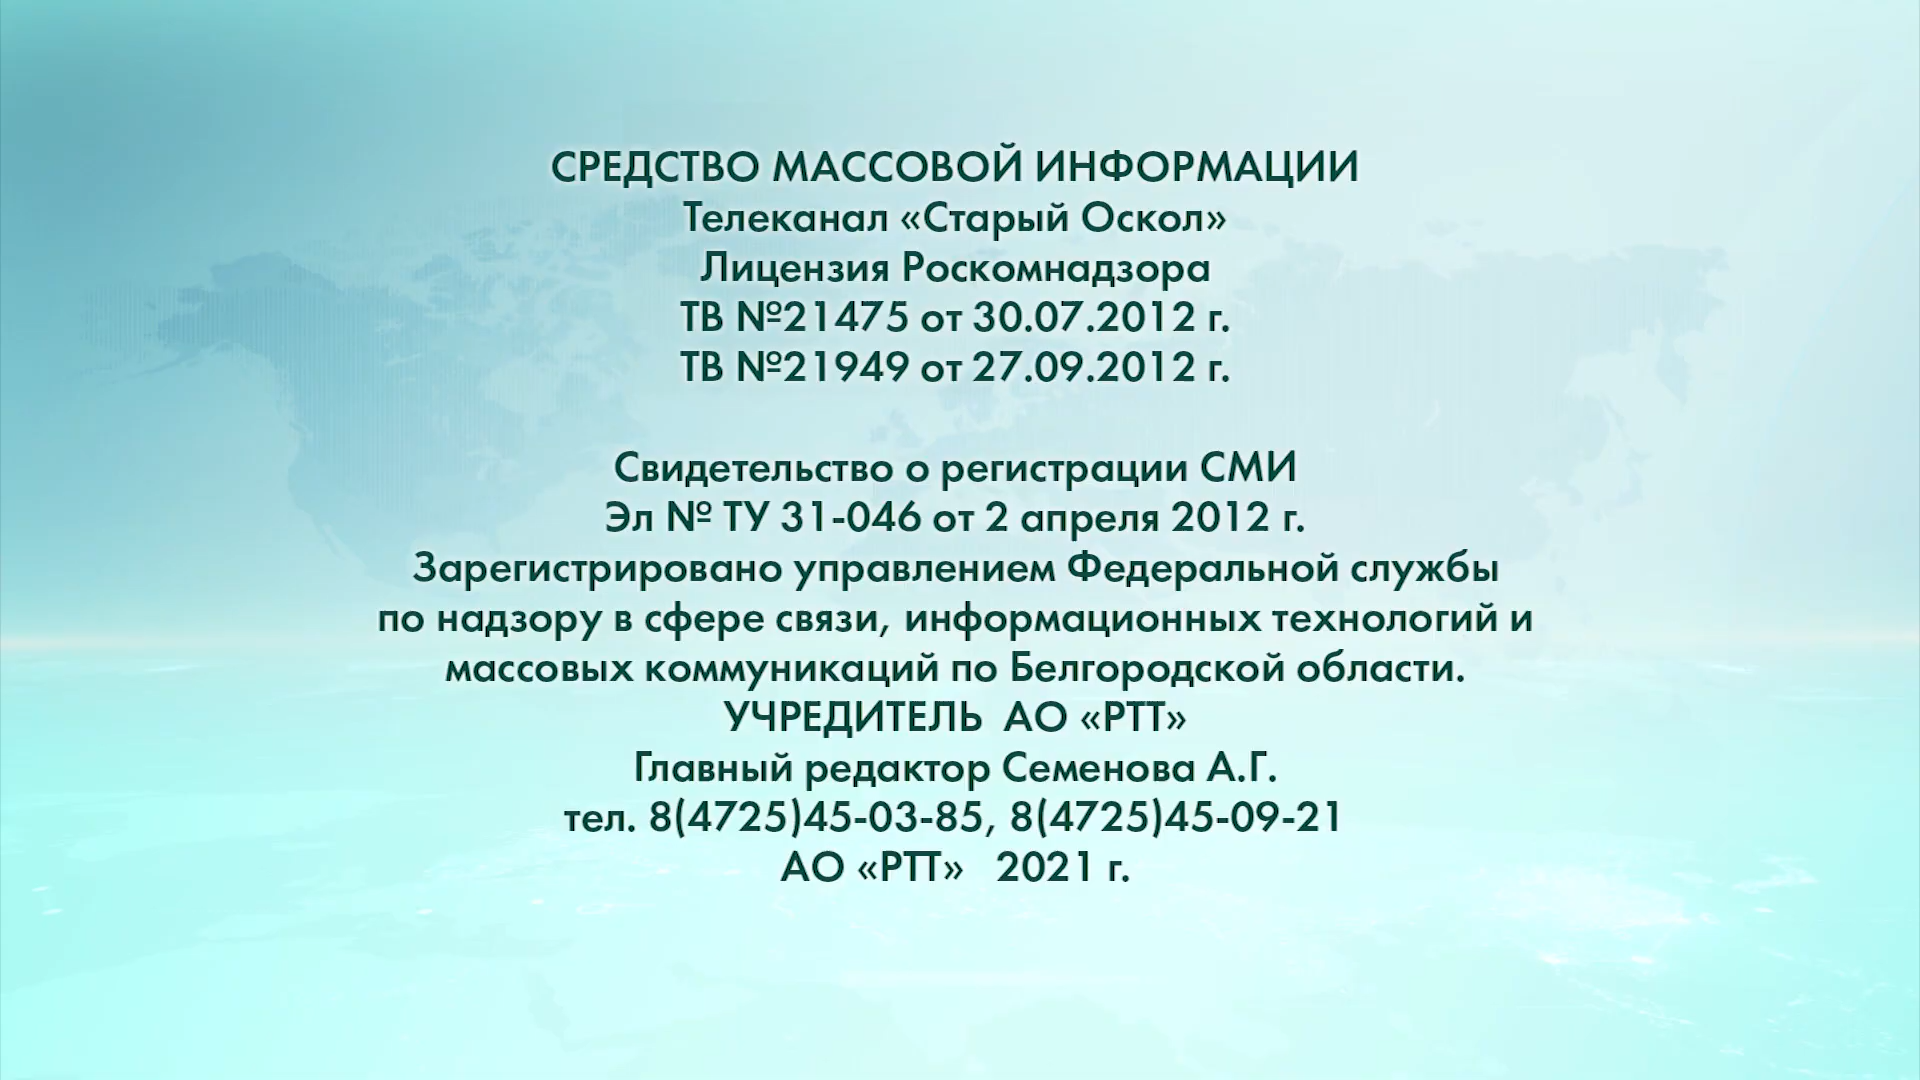 СРЕДСТВО МАССОВОЙ ИНФОРМАЦИИ
Телеканал «Старый Оскол»
Лицензия Роскомнадзора
ТВ №21475 от 30.07.2012 г.
ТВ №21949 от 27.09.2012 г.
Свидетельство о регистрации СМИ
Эл № ТУ 31-046 от 2 апреля 2012 г.
Зарегистрировано управлением Федеральной службы
по надзору в сфере связи, информационных технологий и
массовых коммуникаций по Белгородской области.
УЧРЕДИТЕЛЬ  АО «РТТ»
Главный редактор Семенова А.Г.
тел. 8(4725)45-03-85, 8(4725)45-09-21
АО «РТТ»   2021 г.